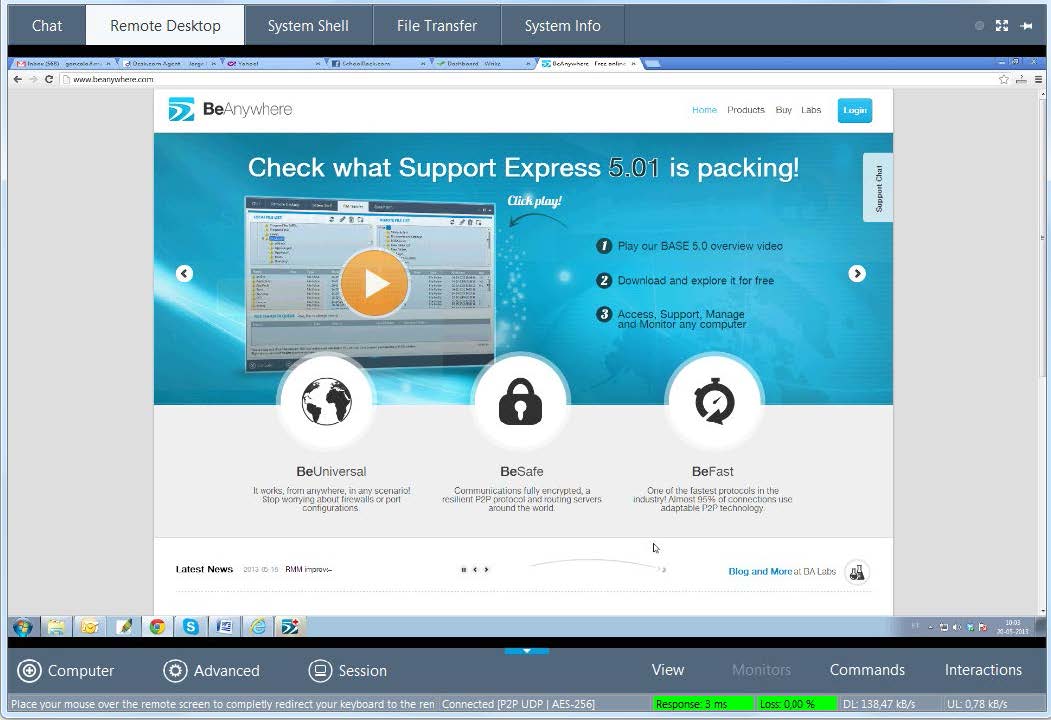 Chat
Remote Desktop
System Shell
File Transfer
System Info
Yahoo!
Dashboard
www.beanywhere.com
BeAnywhere
Home Products Buy Labs Login
Check what Support Express 5.01 is packing!
Click play!
Support Chat
1 Play our BASE 5.0 overview video
2 Download and explore it for free
3 Access, Support, Manage
and Monitor any computer
BeUniversal
It works, from anywhere, in any scenario!
Stop worrying about firewalls or port
configurations.
BeSafe
Communications fully encrypted, a
resilient P2P protocol and routing servers
around the world.
BeFast
One of the fastest protocols in the
industry! Almost 95% of connections use
adaptable P2P technology.
Latest News 2013-05-16 RMM improv
Blog and More at BA Labs
PT
10:03
20-05-2013
Computer
Advanced
Session
View
Monitors
Commands
Interactions
Place your mouse over the remote screen to completly redirect your keyboard to the ren
Connected [P2P UDP | AES-256]
Response: 3 ms
Loss: 0,00 %
DL: 138,47 kB/s
UL: 0,78 kB/s